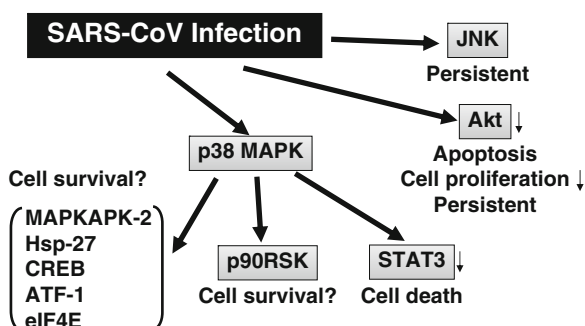 SARS-CoV Infection
JNK
Persistent
Akt ↓
Apoptosis
Cell proliferation ↓
Persistent
p38 MAPK
Cell survival?
MAPKAPK-2
Hsp-27
CREB
ATF-1
eIF4E
p90RSK
Cell survival?
STAT3 ↓
Cell death